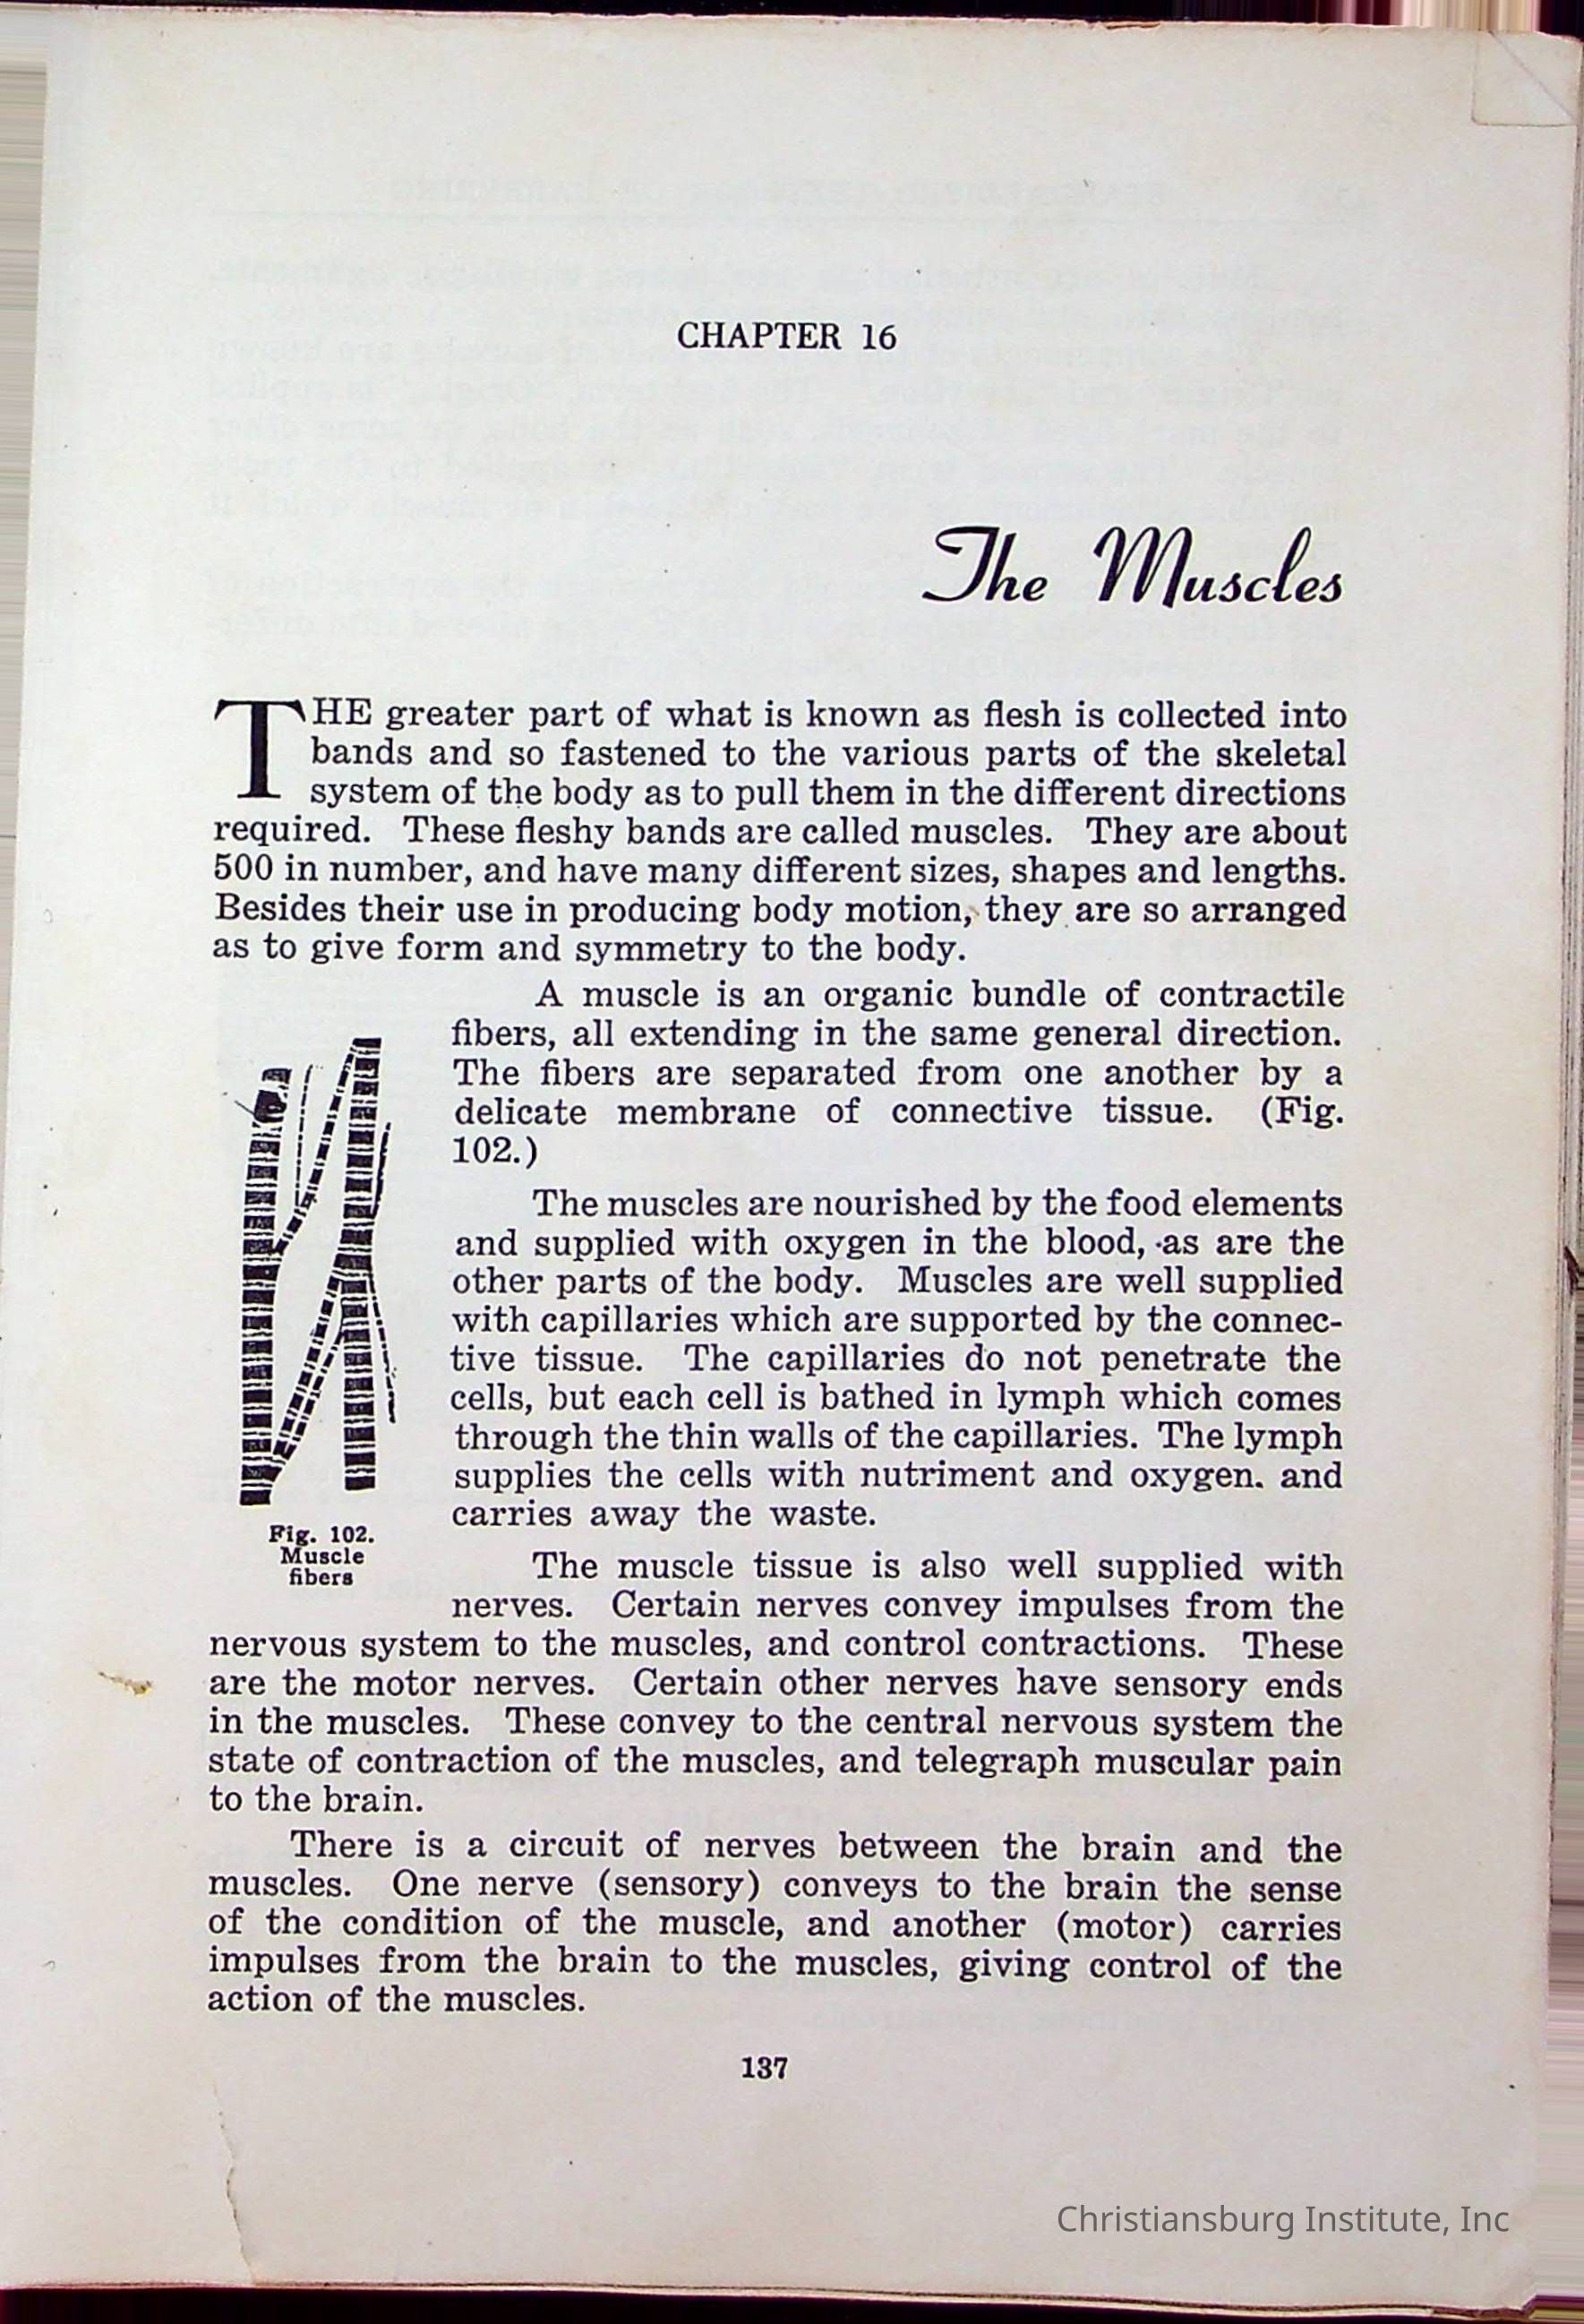 CHAPTER 16
The Muscles
THE greater part of what is known as flesh is collected into
bands and so fastened to the various parts of the skeletal
system of the body as to pull them in the different directions
required. These fleshy bands are called muscles. They are about
500 in number, and have many different sizes, shapes and lengths.
Besides their use in producing body motion, they are so arranged
as to give form and symmetry to the body.
A muscle is an organic bundle of contractile
fibers, all extending in the same general direction.
The fibers are separated from one another by a
delicate membrane of connective tissue. (Fig.
102.)
The muscles are nourished by the food elements
and supplied with oxygen in the blood, as are the
other parts of the body. Muscles are well supplied
with capillaries which are supported by the connec-
tive tissue. The capillaries do not penetrate the
cells, but each cell is bathed in lymph which comes
through the thin walls of the capillaries. The lymph
supplies the cells with nutriment and oxygen. and
carries away the waste.
Fig. 102.
Muscle
fibers
The muscle tissue is also well supplied with
nerves. Certain nerves convey impulses from the
nervous system to the muscles, and control contractions. These
are the motor nerves. Certain other nerves have sensory ends
in the muscles. These convey to the central nervous system the
state of contraction of the muscles, and telegraph muscular pain
to the brain.
There is a circuit of nerves between the brain and the
muscles. One nerve (sensory) conveys to the brain the sense
of the condition of the muscle, and another (motor) carries
impulses from the brain to the muscles, giving control of the
action of the muscles.
137
Christiansburg Institute, Inc